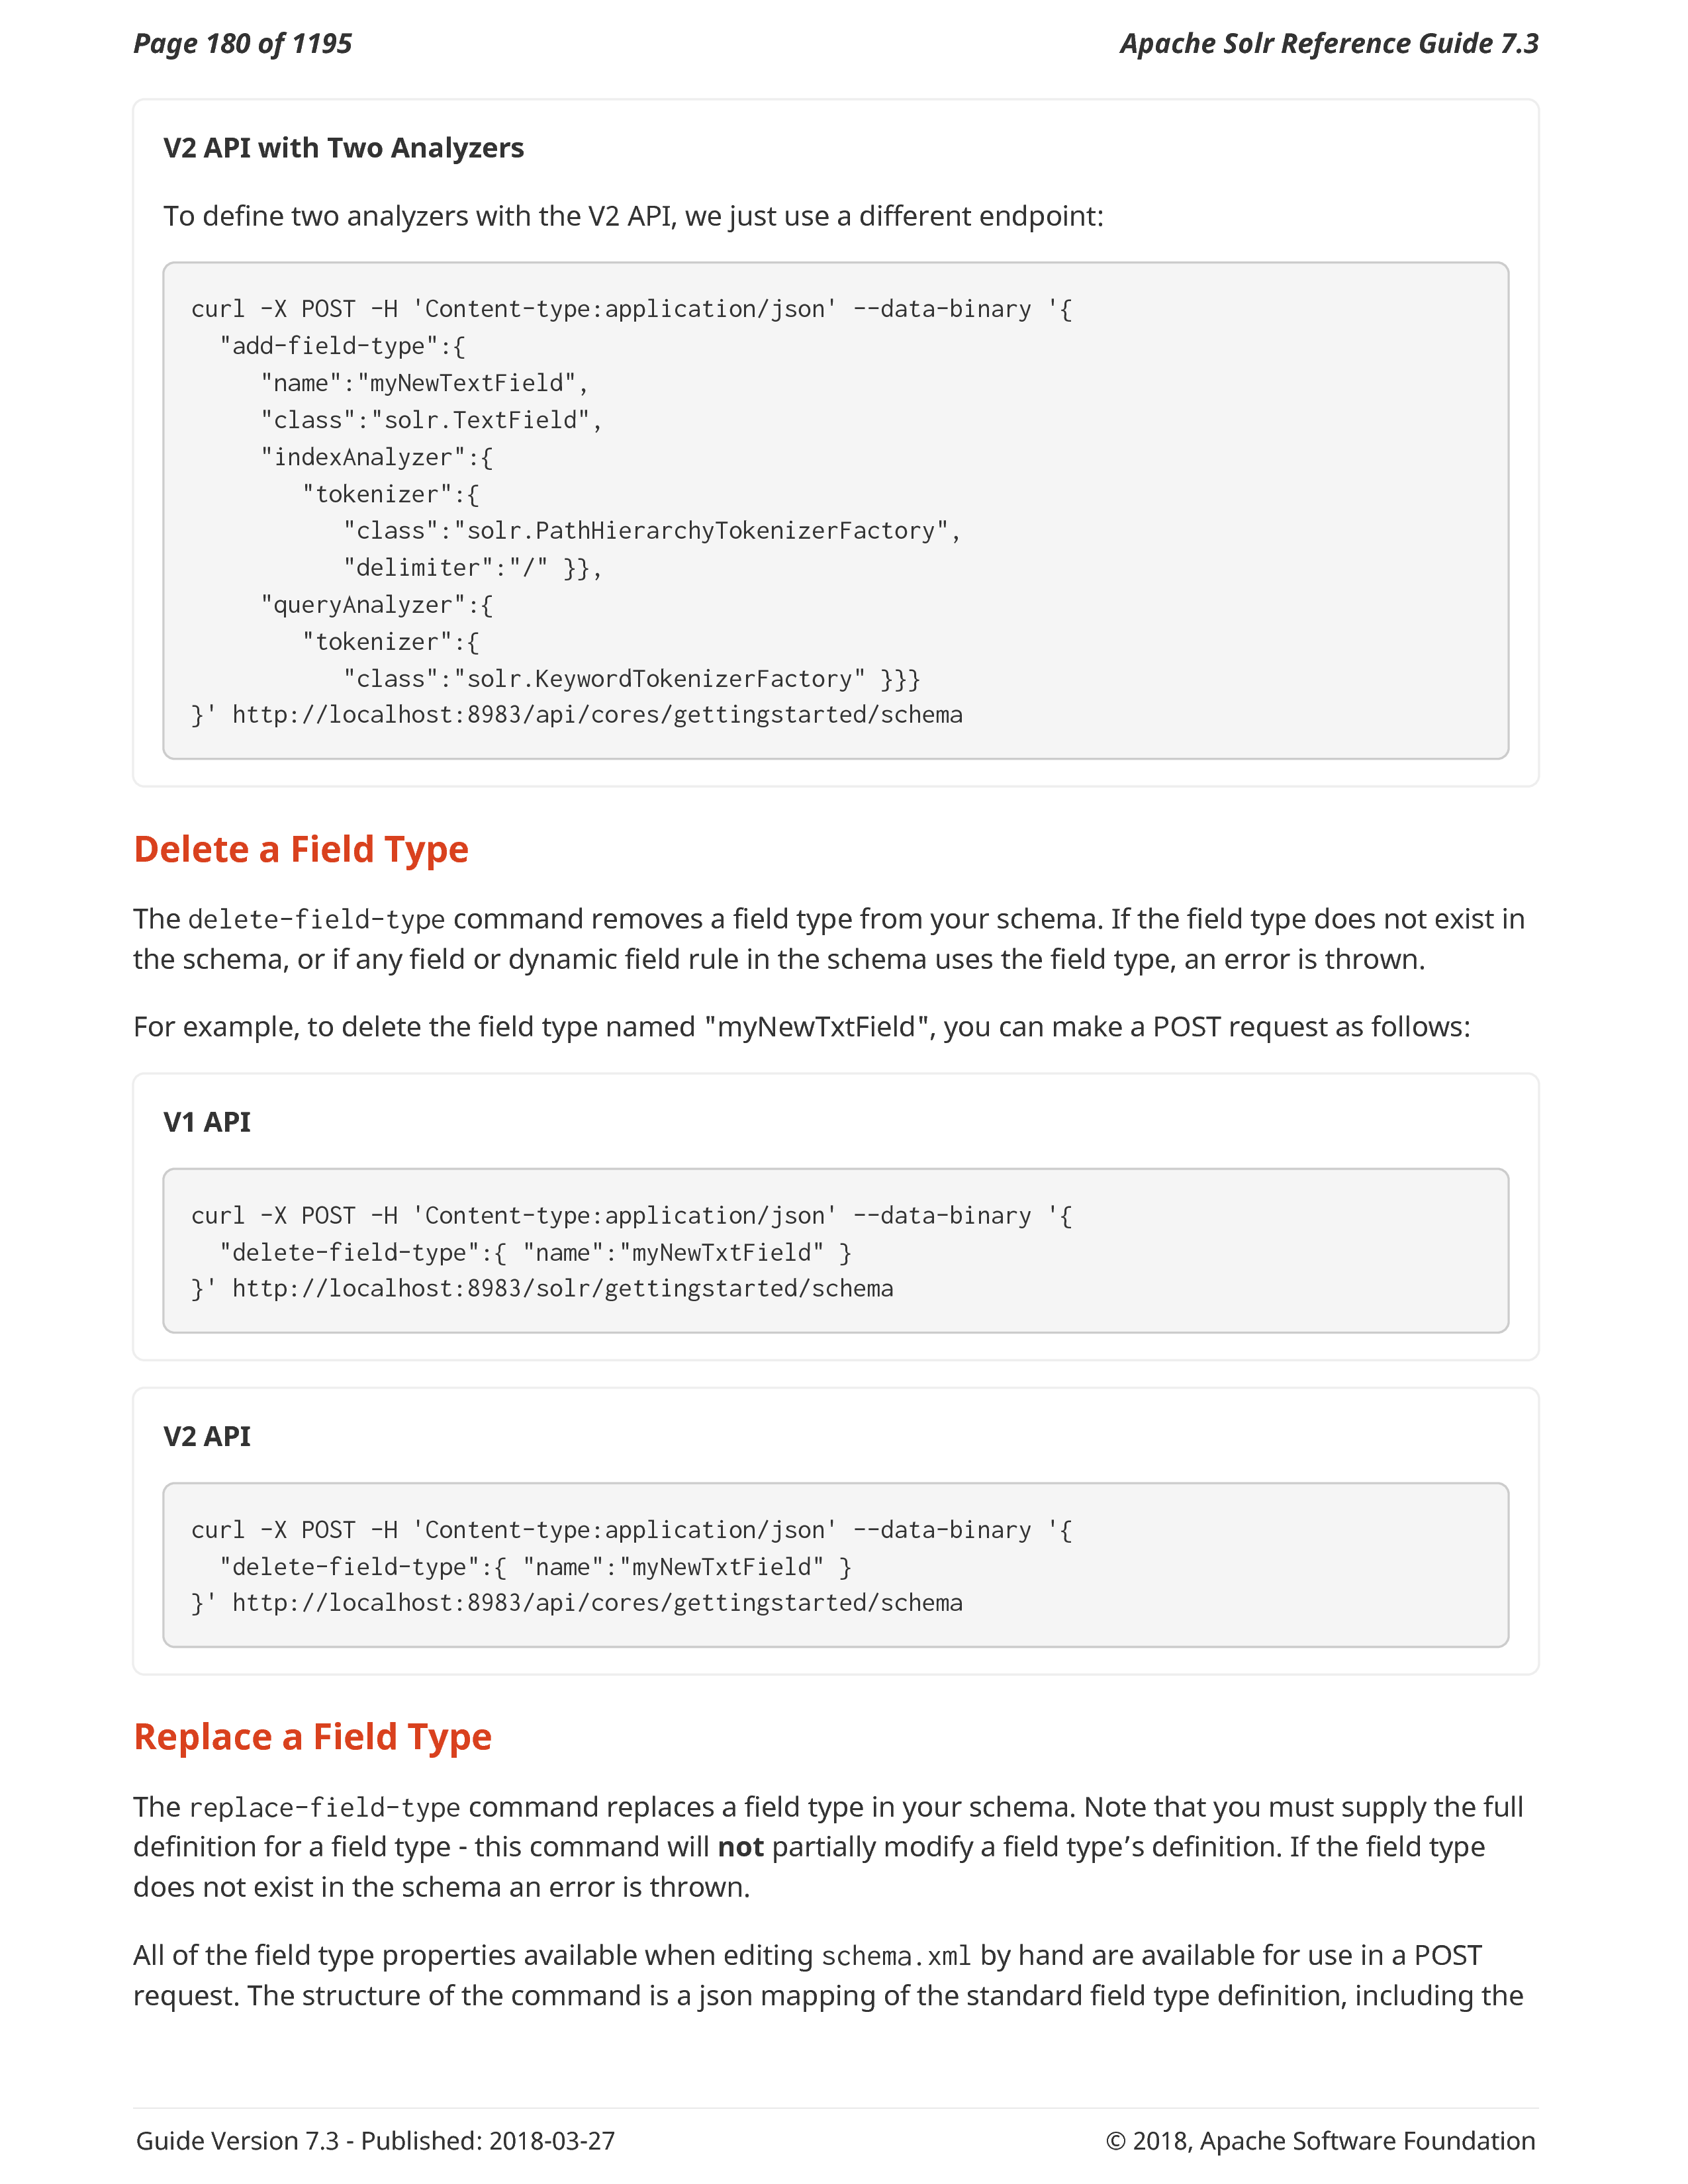 Page 180 of 1195
Apache Solr Reference Guide 7.3
V2 API with Two Analyzers
To define two analyzers with the V2 API, we just use a different endpoint:
curl -X POST -H 'Content-type:application/json' --data-binary '{
  "add-field-type":{
     "name":"myNewTextField",
     "class":"solr.TextField",
     "indexAnalyzer":{
        "tokenizer":{
           "class":"solr.PathHierarchyTokenizerFactory",
           "delimiter":"/" }},
     "queryAnalyzer":{
        "tokenizer":{
           "class":"solr.KeywordTokenizerFactory" }}}
}' http://localhost:8983/api/cores/gettingstarted/schema
Delete a Field Type
The delete-field-type command removes a field type from your schema. If the field type does not exist in
the schema, or if any field or dynamic field rule in the schema uses the field type, an error is thrown.
For example, to delete the field type named "myNewTxtField", you can make a POST request as follows:
V1 API
curl -X POST -H 'Content-type:application/json' --data-binary '{
  "delete-field-type":{ "name":"myNewTxtField" }
}' http://localhost:8983/solr/gettingstarted/schema
V2 API
curl -X POST -H 'Content-type:application/json' --data-binary '{
  "delete-field-type":{ "name":"myNewTxtField" }
}' http://localhost:8983/api/cores/gettingstarted/schema
Replace a Field Type
The replace-field-type command replaces a field type in your schema. Note that you must supply the full
definition for a field type - this command will not partially modify a field type’s definition. If the field type
does not exist in the schema an error is thrown.
All of the field type properties available when editing schema.xml by hand are available for use in a POST
request. The structure of the command is a json mapping of the standard field type definition, including the
Guide Version 7.3 - Published: 2018-03-27
© 2018, Apache Software Foundation